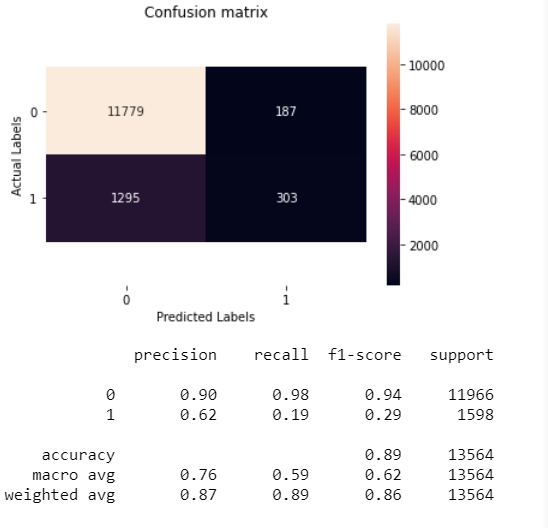 Confusion matrix
10000
0 11779 187
8000
Actual Labels
6000
4000
1 1295 303
2000
0 1
Predicted Labels
precision recall f1-score support
0 0.90 0.98 0.94 11966
1 0.62 0.19 0.29 1598
accuracy 0.89 13564
macro avg 0.76 0.59 0.62 13564
weighted avg 0.87 0.89 0.86 13564